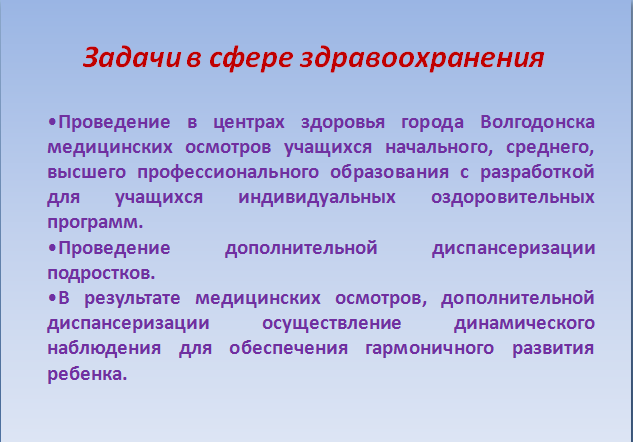 Задачи в сфере здравоохранения
•Проведение в центрах здоровья города Волгодонска
медицинских осмотров учащихся начального, среднего,
высшего профессионального образования с разработкой
для учащихся индивидуальных оздоровительных
программ.
•Проведение дополнительной диспансеризации
подростков.
•В результате медицинских осмотров, дополнительной
диспансеризации осуществление динамического
наблюдения для обеспечения гармоничного развития
ребенка.